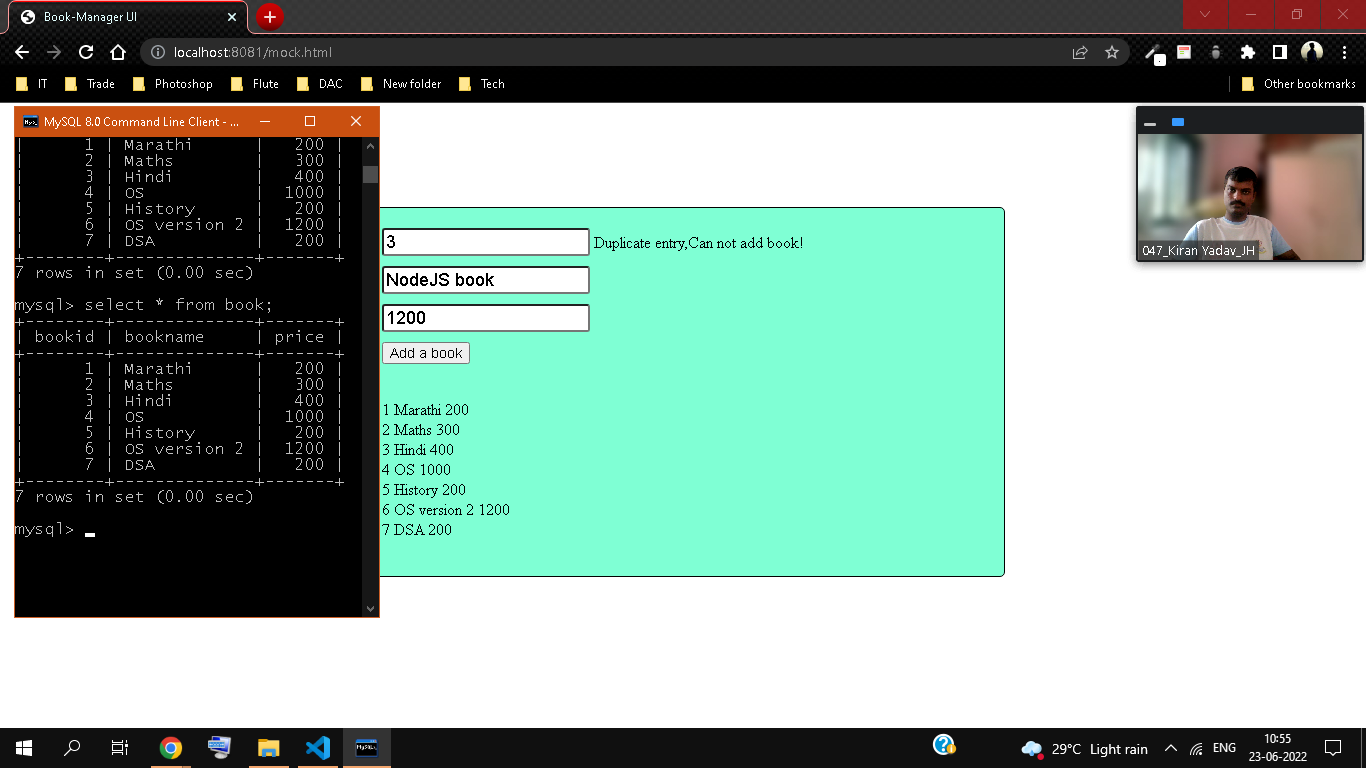 Book-Manager UI
localhost:8081/mock.html
IT Trade Photoshop Flute DAC New folder Tech Other bookmarks
MySQL 8.0 Command Line Client - ...
| 1 | Marathi | 200 |
| 2 | Maths | 300 |
| 3 | Hindi | 400 |
| 4 | OS | 1000 |
| 5 | History | 200 |
| 6 | OS version 2 | 1200 |
| 7 | DSA | 200 |
+--------+--------------+-------+
7 rows in set (0.00 sec)
mysql> select * from book;
+--------+--------------+-------+
| bookid | bookname | price |
+--------+--------------+-------+
| 1 | Marathi | 200 |
| 2 | Maths | 300 |
| 3 | Hindi | 400 |
| 4 | OS | 1000 |
| 5 | History | 200 |
| 6 | OS version 2 | 1200 |
| 7 | DSA | 200 |
+--------+--------------+-------+
7 rows in set (0.00 sec)
mysql>
3 Duplicate entry,Can not add book!
NodeJS book
1200
Add a book
1 Marathi 200
2 Maths 300
3 Hindi 400
4 OS 1000
5 History 200
6 OS version 2 1200
7 DSA 200
047_Kiran Yadav_JH
29°C Light rain
ENG
10:55
23-06-2022